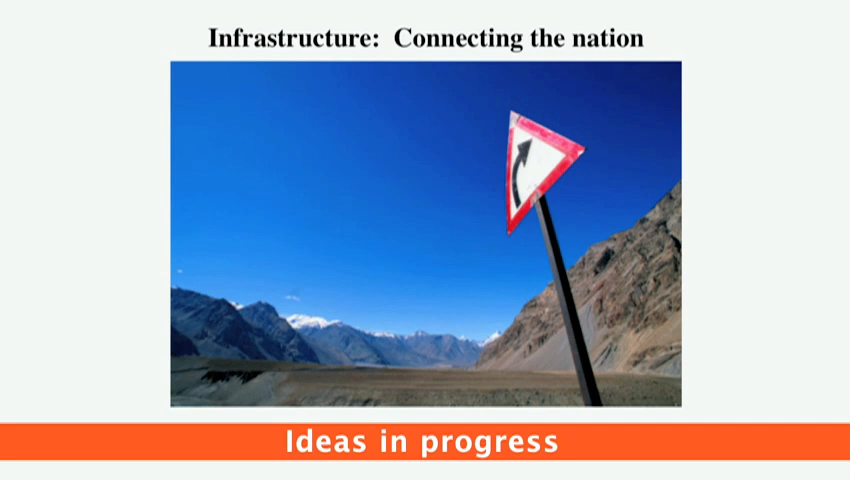 Infrastructure: Connecting the nation
Ideas in progress